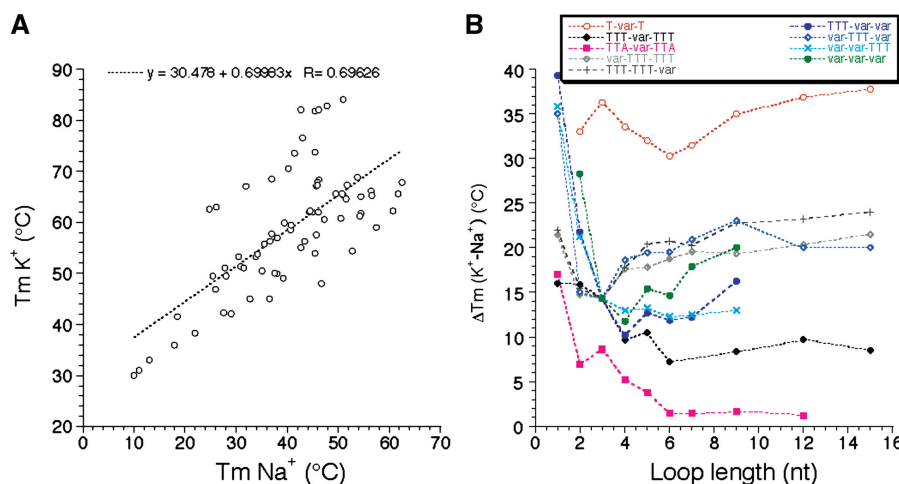 A
y = 30.478 + 0.69983x R= 0.69626
90
80
70
60
50
40
30
20
0 10 20 30 40 50 60 70
Tm K+ (°C)
Tm Na+ (°C)
B
T-var-T
TTT-var-TTT
TTA-var-TTA
var-TTT-TTT
TTT-TTT-var
TTT-var-var
var-TTT-var
var-var-TTT
var-var-var
40
35
30
25
20
15
10
5
0
0 2 4 6 8 10 12 14 16
ΔTm (K+-Na+) (°C)
Loop length (nt)